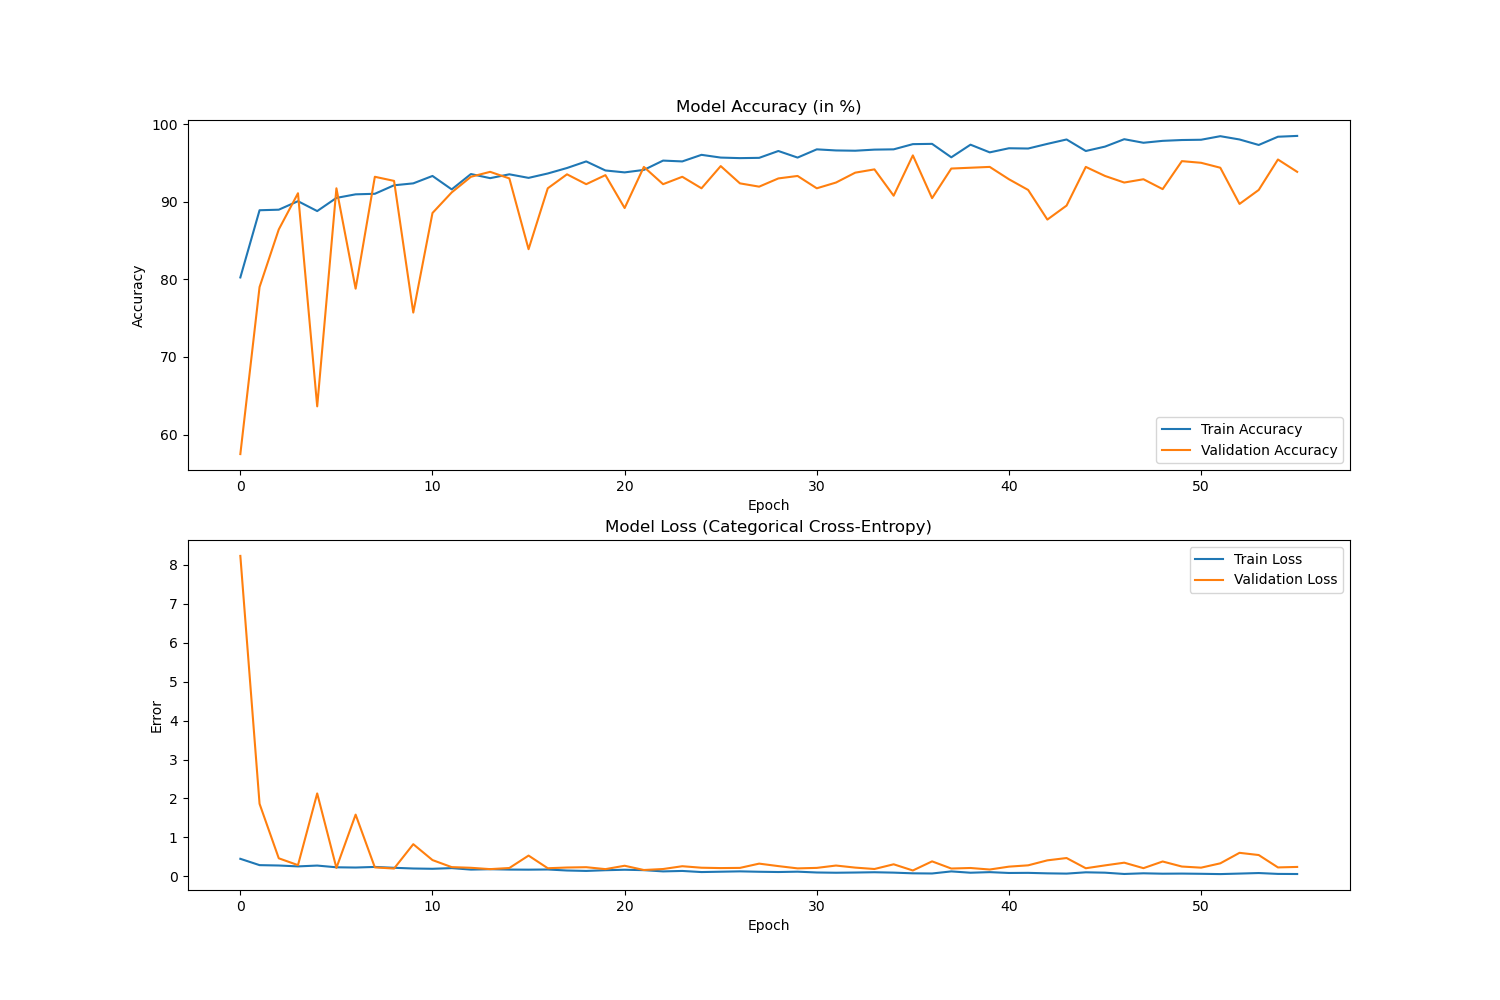 Model Accuracy (in %)
100
90
80
70
60
Accuracy
Train Accuracy
Validation Accuracy
0 10 20 30 40 50
Epoch
Model Loss (Categorical Cross-Entropy)
8
7
6
5
4
3
2
1
0
Error
Train Loss
Validation Loss
0 10 20 30 40 50
Epoch